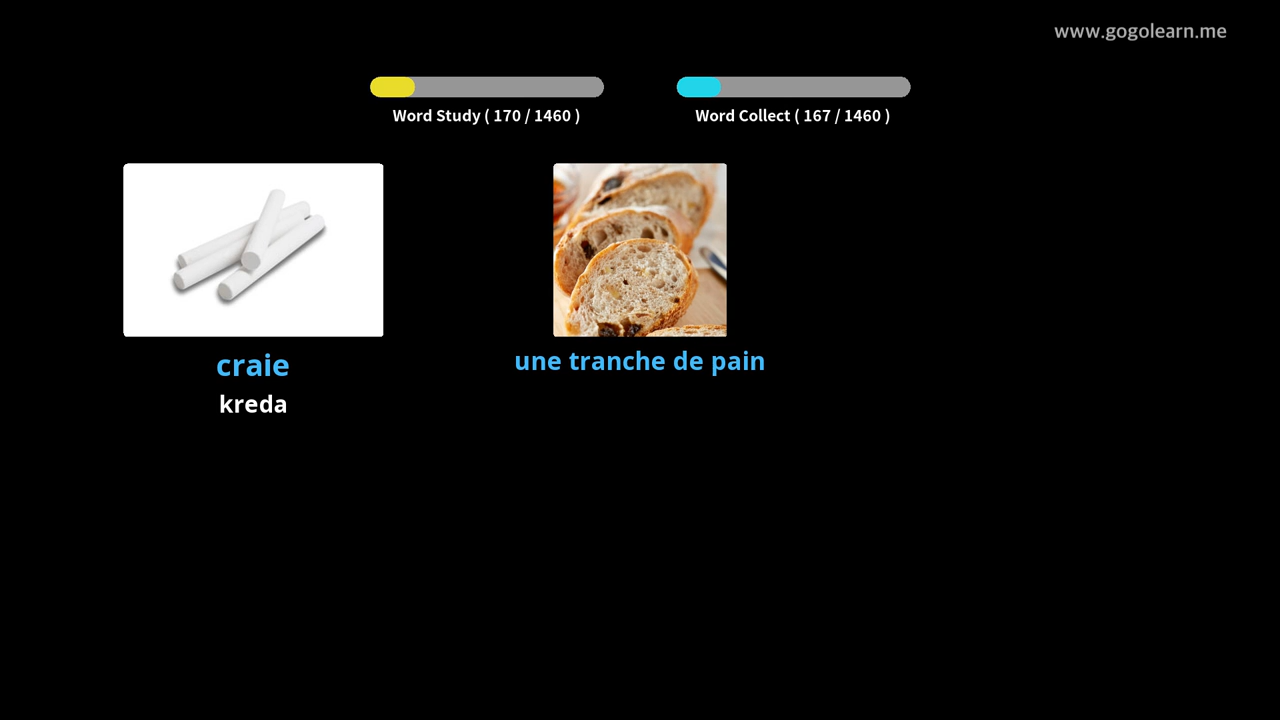 www.gogolearn.me
Word Study ( 170 / 1460 )
Word Collect ( 167 / 1460 )
craie
kreda
une tranche de pain